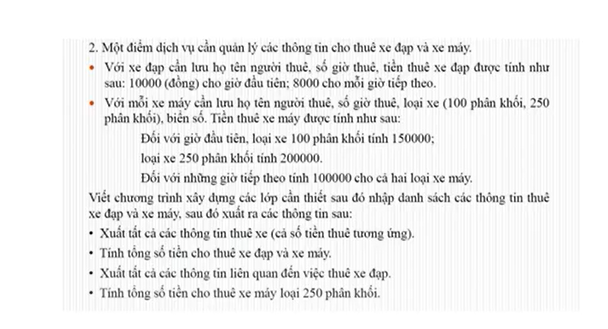 2. Một điểm dịch vụ cần quản lý các thông tin cho thuê xe đạp và xe máy.
• Với xe đạp cần lưu họ tên người thuê, số giờ thuê, tiền thuê xe đạp được tính như
sau: 10000 (đồng) cho giờ đầu tiên; 8000 cho mỗi giờ tiếp theo.
• Với mỗi xe máy cần lưu họ tên người thuê, số giờ thuê, loại xe (100 phân khối, 250
phân khối), biển số. Tiền thuê xe máy được tính như sau:
Đối với giờ đầu tiên, loại xe 100 phân khối tính 150000;
loại xe 250 phân khối tính 200000.
Đối với những giờ tiếp theo tính 100000 cho cả hai loại xe máy.
Viết chương trình xây dựng các lớp cần thiết sau đó nhập danh sách các thông tin thuê
xe đạp và xe máy, sau đó xuất ra các thông tin sau:
• Xuất tất cả các thông tin thuê xe (cả số tiền thuê tương ứng).
• Tính tổng số tiền cho thuê xe đạp và xe máy.
• Xuất tất cả các thông tin liên quan đến việc thuê xe đạp.
• Tính tổng số tiền cho thuê xe máy loại 250 phân khối.